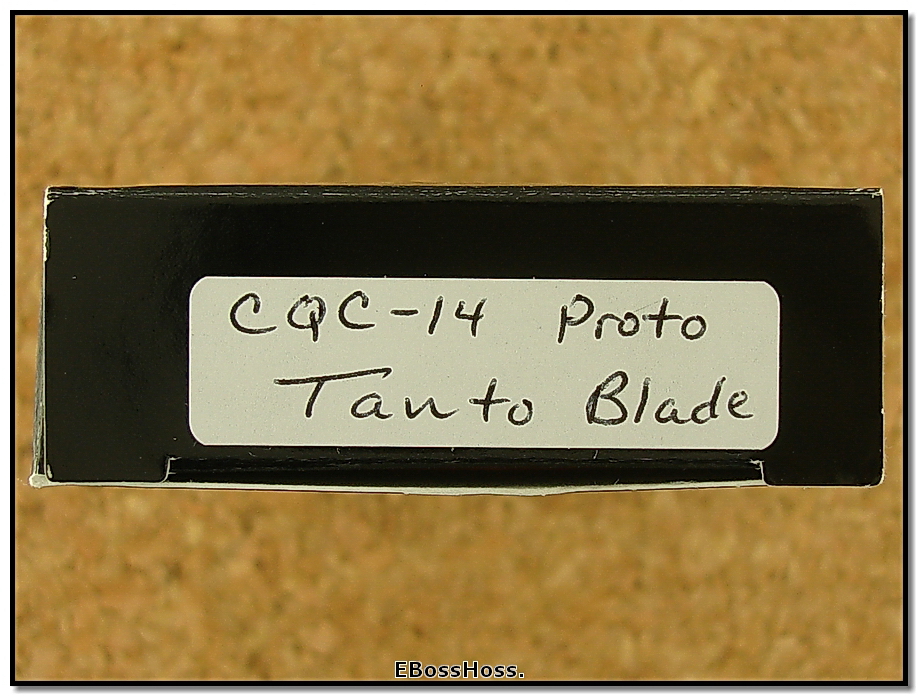 CQC-14 Proto
Tanto Blade
EBossHoss.